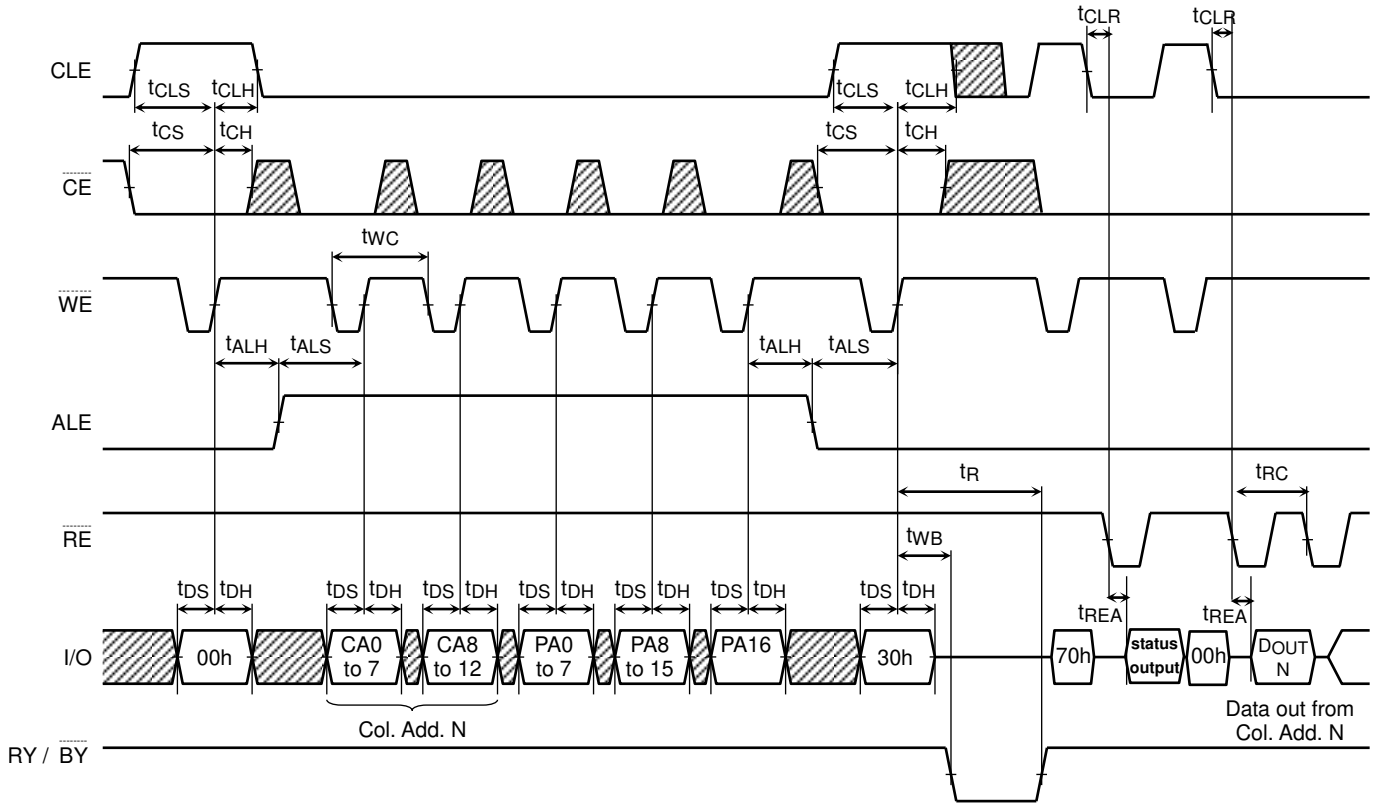 tCLR tCLR
CLE
tCLS tCLH tCLS tCLH
tCS tCH tCS tCH
CE
tWC
WE
tALH tALS tALH tALS
ALE
tR tRC
RE
tWB
tDS tDH tDS tDH tDS tDH tDS tDH tDS tDH tDS tDH tDS tDH
tREA tREA
I/O 00h CA0 to 7 CA8 to 12 PA0 to 7 PA8 to 15 PA16 30h 70h status output 00h DOUT N
Col. Add. N
Data out from
Col. Add. N
RY / BY